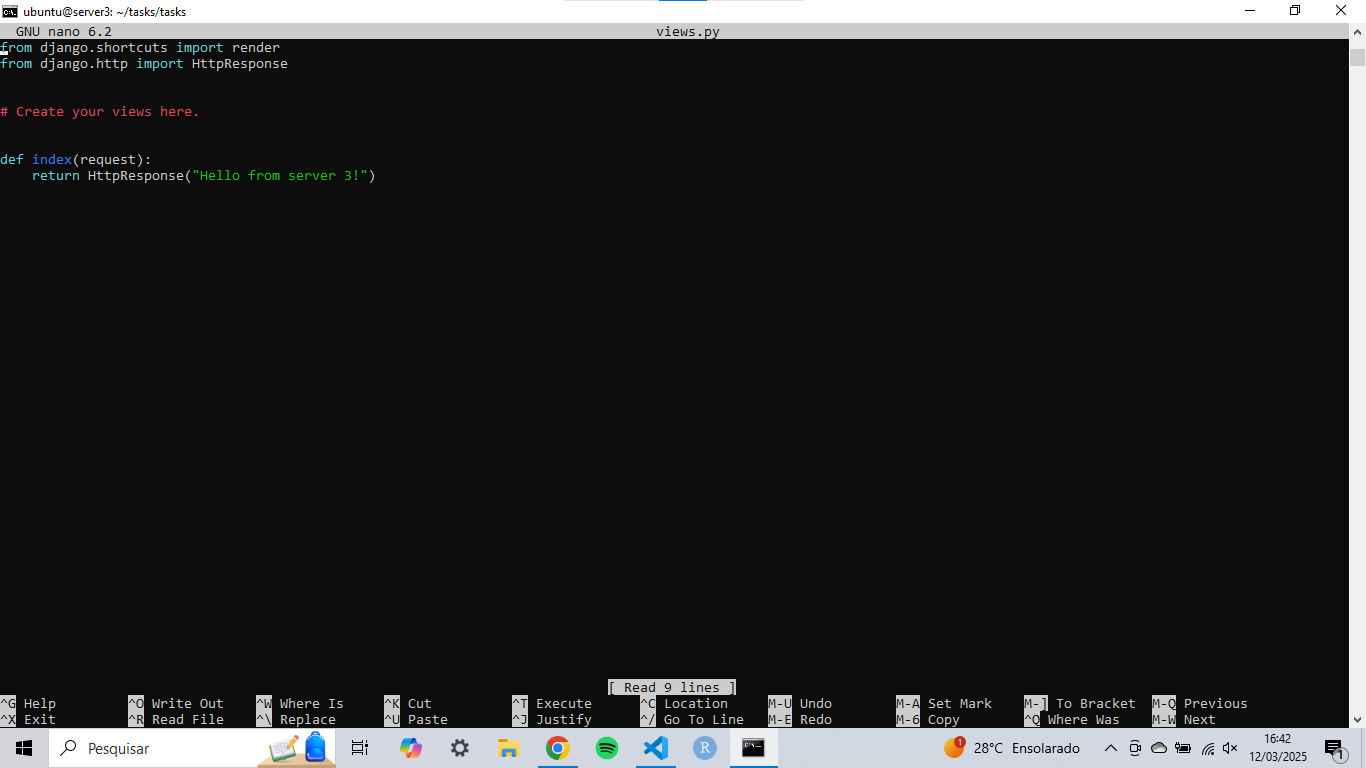 ubuntu@server3: ~/tasks/tasks
GNU nano 6.2 views.py
from django.shortcuts import render
from django.http import HttpResponse
# Create your views here.
def index(request):
    return HttpResponse("Hello from server 3!")
[ Read 9 lines ]
^G Help ^O Write Out ^W Where Is ^K Cut ^T Execute ^C Location M-U Undo M-A Set Mark M-] To Bracket M-Q Previous
^X Exit ^R Read File ^\ Replace ^U Paste ^J Justify ^/ Go To Line M-E Redo M-6 Copy ^Q Where Was M-W Next
Pesquisar R 1 28°C Ensolarado 16:42
12/03/2025 1